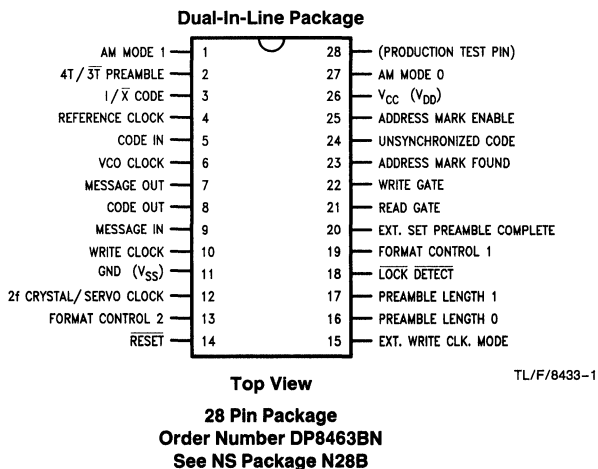 Dual-In-Line Package
AM MODE 1 1 28 (PRODUCTION TEST PIN)
4T/3̅T̅ PREAMBLE 2 27 AM MODE 0
I/X̅ CODE 3 26 VCC (VDD)
REFERENCE CLOCK 4 25 ADDRESS MARK ENABLE
CODE IN 5 24 UNSYNCHRONIZED CODE
VCO CLOCK 6 23 ADDRESS MARK FOUND
MESSAGE OUT 7 22 WRITE GATE
CODE OUT 8 21 READ GATE
MESSAGE IN 9 20 EXT. SET PREAMBLE COMPLETE
WRITE CLOCK 10 19 FORMAT CONTROL 1
GND (VSS) 11 18 L̅O̅C̅K̅ D̅E̅T̅E̅C̅T̅
2f CRYSTAL/SERVO CLOCK 12 17 PREAMBLE LENGTH 1
FORMAT CONTROL 2 13 16 PREAMBLE LENGTH 0
R̅E̅S̅E̅T̅ 14 15 EXT. WRITE CLK. MODE
TL/F/8433–1
Top View
28 Pin Package
Order Number DP8463BN
See NS Package N28B